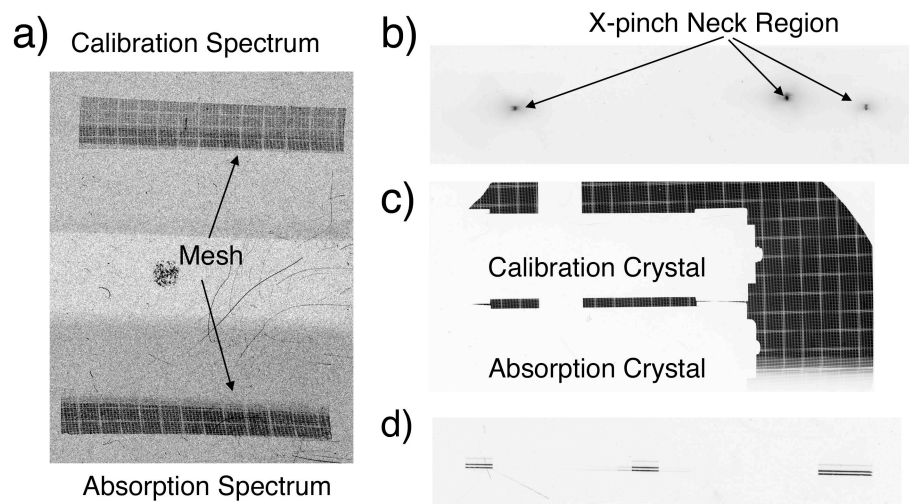 a)
Calibration Spectrum
Mesh
Absorption Spectrum
b)
X-pinch Neck Region
c)
Calibration Crystal
Absorption Crystal
d)